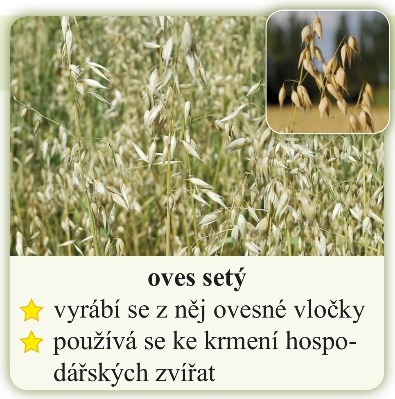 oves setý
vyrábí se z něj ovesné vločky
používá se ke krmení hospo-
dářských zvířat